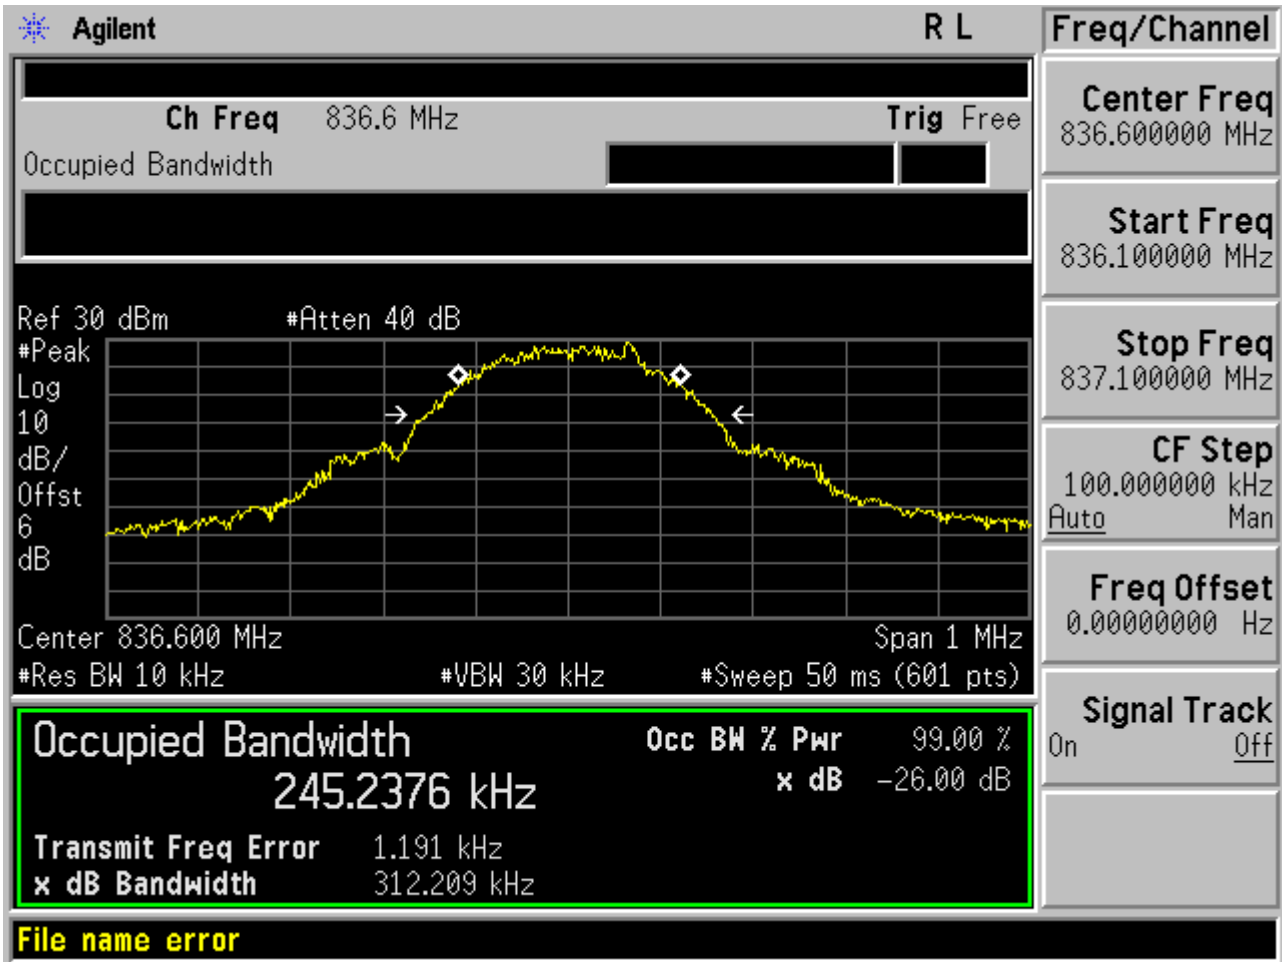 Agilent R L Freq/Channel
Ch Freq 836.6 MHz Trig Free
Occupied Bandwidth
Center Freq
836.600000 MHz
Start Freq
836.100000 MHz
Stop Freq
837.100000 MHz
CF Step
100.000000 kHz
Auto Man
Freq Offset
0.00000000 Hz
Signal Track
On Off
Ref 30 dBm #Atten 40 dB
#Peak
Log
10
dB/
Offst
6
dB
Center 836.600 MHz Span 1 MHz
#Res BW 10 kHz #VBW 30 kHz #Sweep 50 ms (601 pts)
Occupied Bandwidth Occ BW % Pwr 99.00 %
245.2376 kHz x dB -26.00 dB
Transmit Freq Error 1.191 kHz
x dB Bandwidth 312.209 kHz
File name error